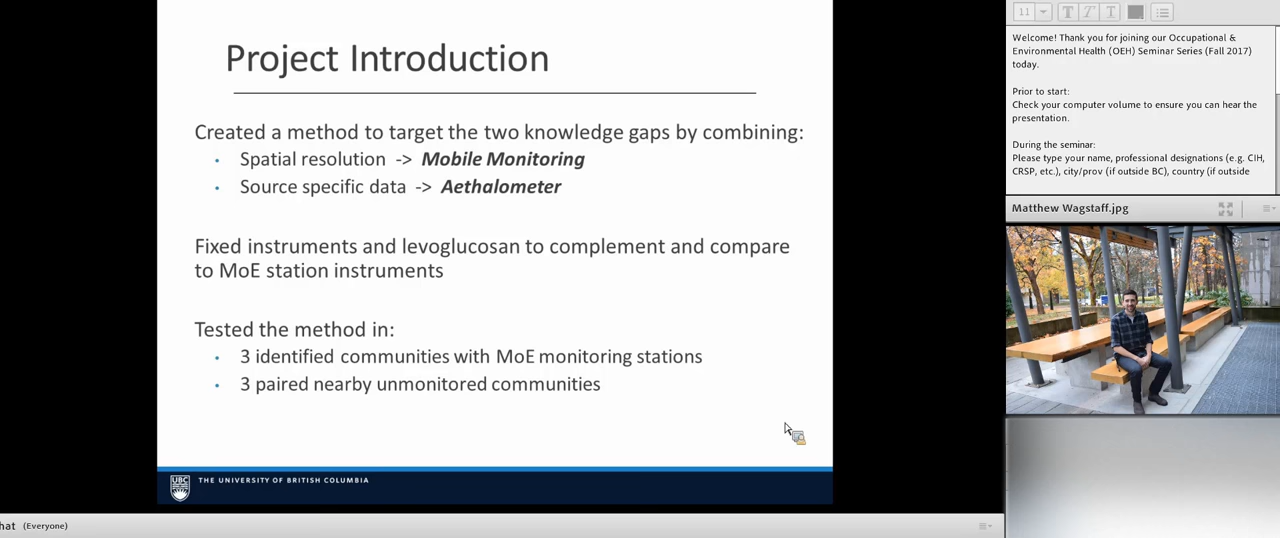 Project Introduction
Created a method to target the two knowledge gaps by combining:
• Spatial resolution -> Mobile Monitoring
• Source specific data -> Aethalometer
Fixed instruments and levoglucosan to complement and compare
to MoE station instruments
Tested the method in:
• 3 identified communities with MoE monitoring stations
• 3 paired nearby unmonitored communities
UBC
THE UNIVERSITY OF BRITISH COLUMBIA
hat (Everyone)
11
T T T
Welcome! Thank you for joining our Occupational &
Environmental Health (OEH) Seminar Series (Fall 2017)
today.
Prior to start:
Check your computer volume to ensure you can hear the
presentation.
During the seminar:
Please type your name, professional designations (e.g. CIH,
CRSP, etc.), city/prov (if outside BC), country (if outside
Matthew Wagstaff.jpg